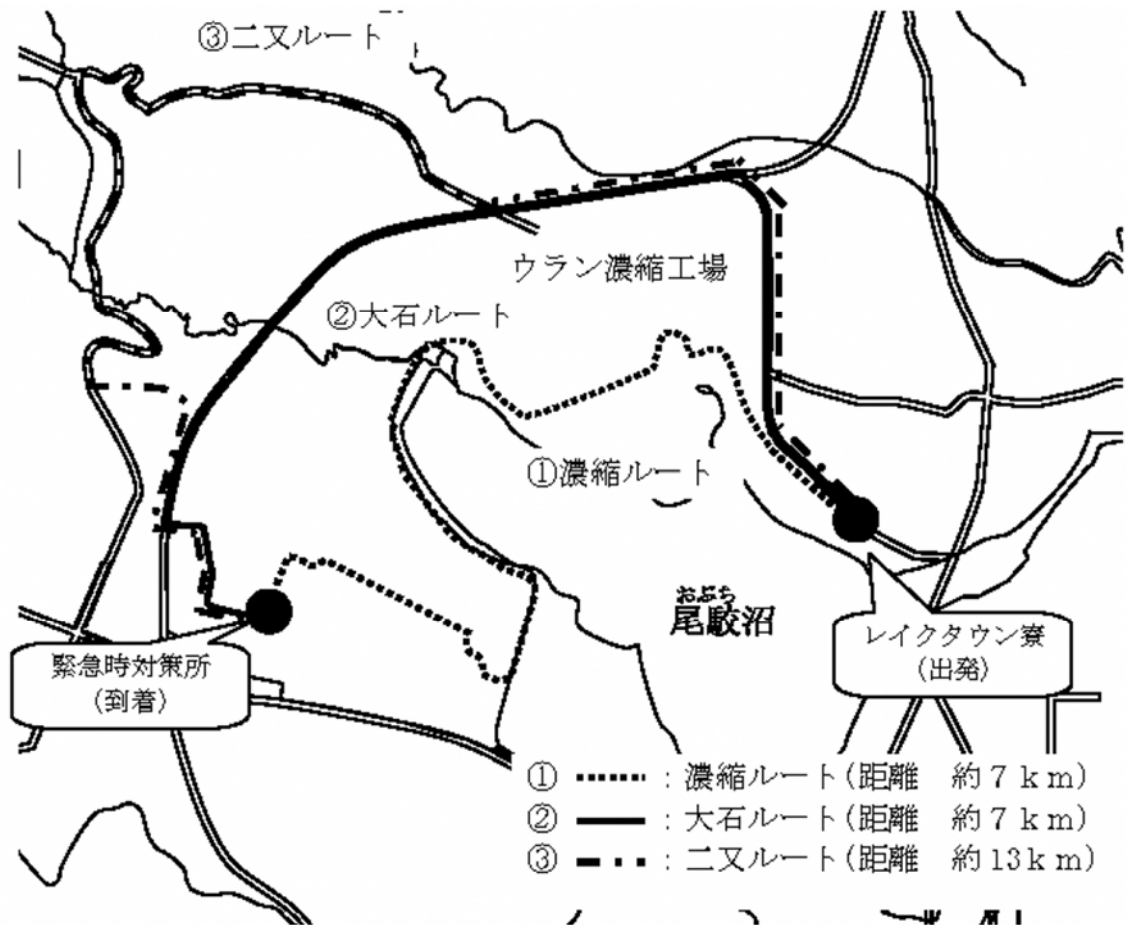 ③二又ルート
ウラン濃縮工場
②大石ルート
①濃縮ルート
おぶち
尾駮沼
レイクタウン寮
(出発)
緊急時対策所
(到着)
① : 濃縮ルート(距離 約7km)
② : 大石ルート(距離 約7km)
③ : 二又ルート(距離 約13km)